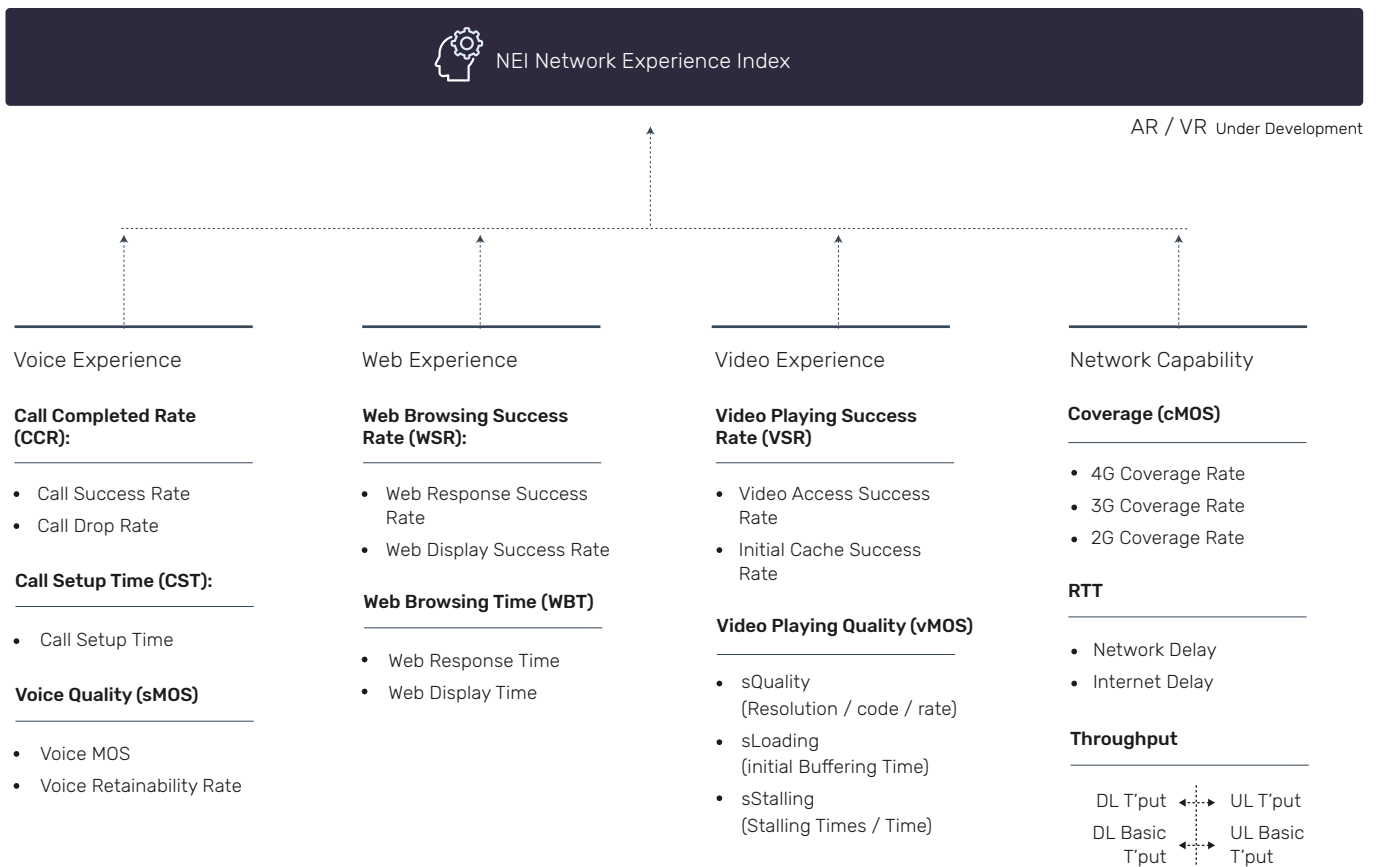 NEI Network Experience Index
AR / VR Under Development
Voice Experience
Call Completed Rate
(CCR):
• Call Success Rate
• Call Drop Rate
Call Setup Time (CST):
• Call Setup Time
Voice Quality (sMOS)
• Voice MOS
• Voice Retainability Rate
Web Experience
Web Browsing Success
Rate (WSR):
• Web Response Success
Rate
• Web Display Success Rate
Web Browsing Time (WBT)
• Web Response Time
• Web Display Time
Video Experience
Video Playing Success
Rate (VSR)
• Video Access Success
Rate
• Initial Cache Success
Rate
Video Playing Quality (vMOS)
• sQuality
(Resolution / code / rate)
• sLoading
(initial Buffering Time)
• sStalling
(Stalling Times / Time)
Network Capability
Coverage (cMOS)
• 4G Coverage Rate
• 3G Coverage Rate
• 2G Coverage Rate
RTT
• Network Delay
• Internet Delay
Throughput
DL T'put UL T'put
DL Basic UL Basic
T'put T'put